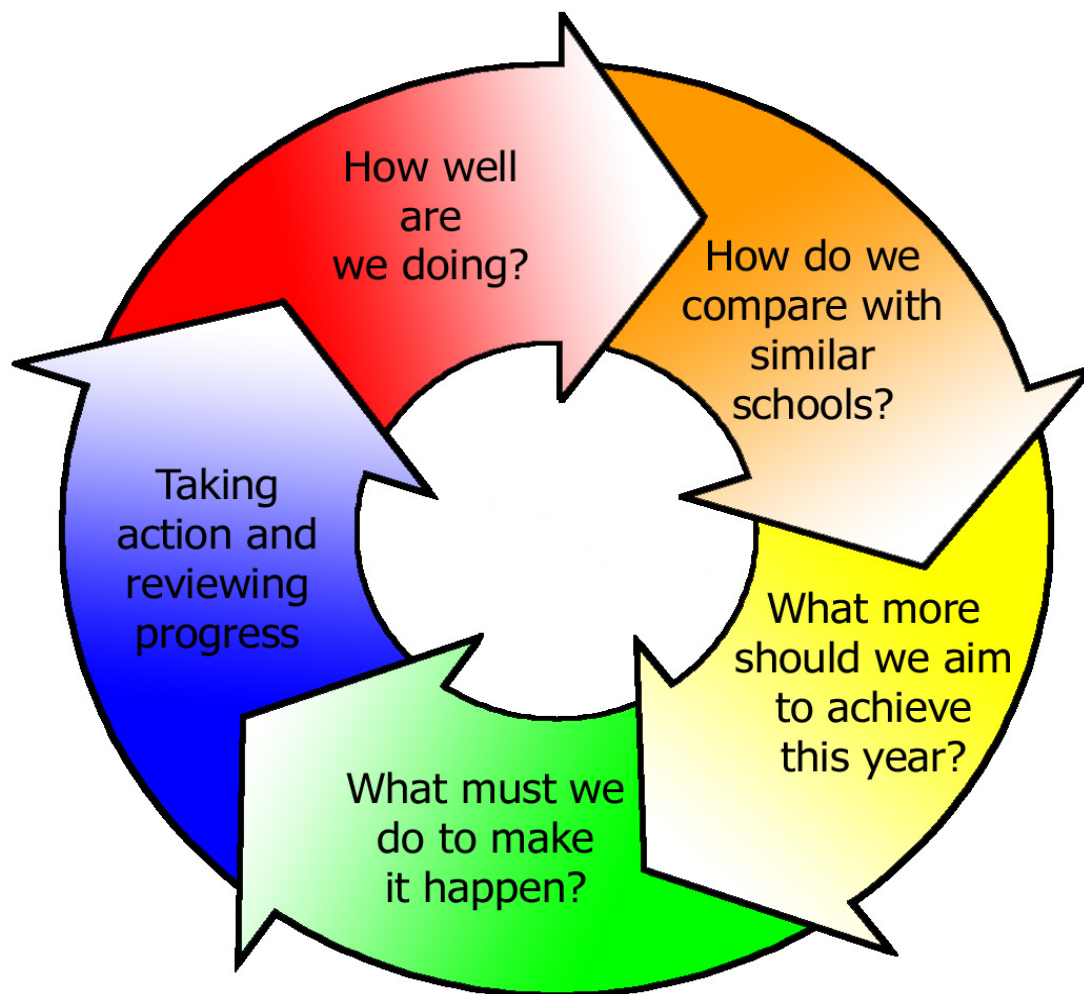 How well
are
we doing?
How do we
compare with
similar
schools?
What more
should we aim
to achieve
this year?
What must we
do to make
it happen?
Taking
action and
reviewing
progress